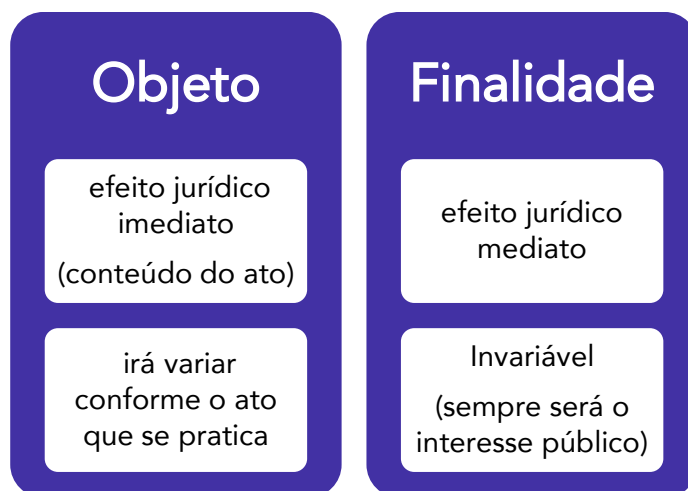 Objeto
efeito jurídico
imediato
(conteúdo do ato)
irá variar
conforme o ato
que se pratica
Finalidade
efeito jurídico
mediato
Invariável
(sempre será o
interesse público)